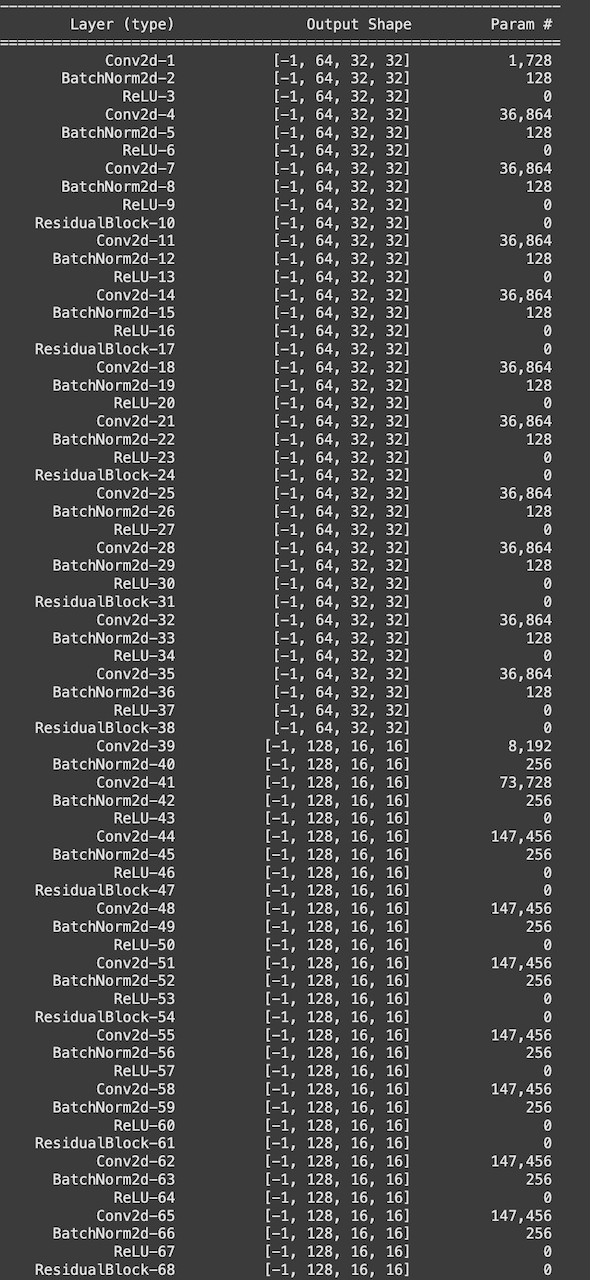 ----------------------------------------------------------------
Layer (type) Output Shape Param #
================================================================
Conv2d-1 [-1, 64, 32, 32] 1,728
BatchNorm2d-2 [-1, 64, 32, 32] 128
ReLU-3 [-1, 64, 32, 32] 0
Conv2d-4 [-1, 64, 32, 32] 36,864
BatchNorm2d-5 [-1, 64, 32, 32] 128
ReLU-6 [-1, 64, 32, 32] 0
Conv2d-7 [-1, 64, 32, 32] 36,864
BatchNorm2d-8 [-1, 64, 32, 32] 128
ReLU-9 [-1, 64, 32, 32] 0
ResidualBlock-10 [-1, 64, 32, 32] 0
Conv2d-11 [-1, 64, 32, 32] 36,864
BatchNorm2d-12 [-1, 64, 32, 32] 128
ReLU-13 [-1, 64, 32, 32] 0
Conv2d-14 [-1, 64, 32, 32] 36,864
BatchNorm2d-15 [-1, 64, 32, 32] 128
ReLU-16 [-1, 64, 32, 32] 0
ResidualBlock-17 [-1, 64, 32, 32] 0
Conv2d-18 [-1, 64, 32, 32] 36,864
BatchNorm2d-19 [-1, 64, 32, 32] 128
ReLU-20 [-1, 64, 32, 32] 0
Conv2d-21 [-1, 64, 32, 32] 36,864
BatchNorm2d-22 [-1, 64, 32, 32] 128
ReLU-23 [-1, 64, 32, 32] 0
ResidualBlock-24 [-1, 64, 32, 32] 0
Conv2d-25 [-1, 64, 32, 32] 36,864
BatchNorm2d-26 [-1, 64, 32, 32] 128
ReLU-27 [-1, 64, 32, 32] 0
Conv2d-28 [-1, 64, 32, 32] 36,864
BatchNorm2d-29 [-1, 64, 32, 32] 128
ReLU-30 [-1, 64, 32, 32] 0
ResidualBlock-31 [-1, 64, 32, 32] 0
Conv2d-32 [-1, 64, 32, 32] 36,864
BatchNorm2d-33 [-1, 64, 32, 32] 128
ReLU-34 [-1, 64, 32, 32] 0
Conv2d-35 [-1, 64, 32, 32] 36,864
BatchNorm2d-36 [-1, 64, 32, 32] 128
ReLU-37 [-1, 64, 32, 32] 0
ResidualBlock-38 [-1, 64, 32, 32] 0
Conv2d-39 [-1, 128, 16, 16] 8,192
BatchNorm2d-40 [-1, 128, 16, 16] 256
Conv2d-41 [-1, 128, 16, 16] 73,728
BatchNorm2d-42 [-1, 128, 16, 16] 256
ReLU-43 [-1, 128, 16, 16] 0
Conv2d-44 [-1, 128, 16, 16] 147,456
BatchNorm2d-45 [-1, 128, 16, 16] 256
ReLU-46 [-1, 128, 16, 16] 0
ResidualBlock-47 [-1, 128, 16, 16] 0
Conv2d-48 [-1, 128, 16, 16] 147,456
BatchNorm2d-49 [-1, 128, 16, 16] 256
ReLU-50 [-1, 128, 16, 16] 0
Conv2d-51 [-1, 128, 16, 16] 147,456
BatchNorm2d-52 [-1, 128, 16, 16] 256
ReLU-53 [-1, 128, 16, 16] 0
ResidualBlock-54 [-1, 128, 16, 16] 0
Conv2d-55 [-1, 128, 16, 16] 147,456
BatchNorm2d-56 [-1, 128, 16, 16] 256
ReLU-57 [-1, 128, 16, 16] 0
Conv2d-58 [-1, 128, 16, 16] 147,456
BatchNorm2d-59 [-1, 128, 16, 16] 256
ReLU-60 [-1, 128, 16, 16] 0
ResidualBlock-61 [-1, 128, 16, 16] 0
Conv2d-62 [-1, 128, 16, 16] 147,456
BatchNorm2d-63 [-1, 128, 16, 16] 256
ReLU-64 [-1, 128, 16, 16] 0
Conv2d-65 [-1, 128, 16, 16] 147,456
BatchNorm2d-66 [-1, 128, 16, 16] 256
ReLU-67 [-1, 128, 16, 16] 0
ResidualBlock-68 [-1, 128, 16, 16] 0